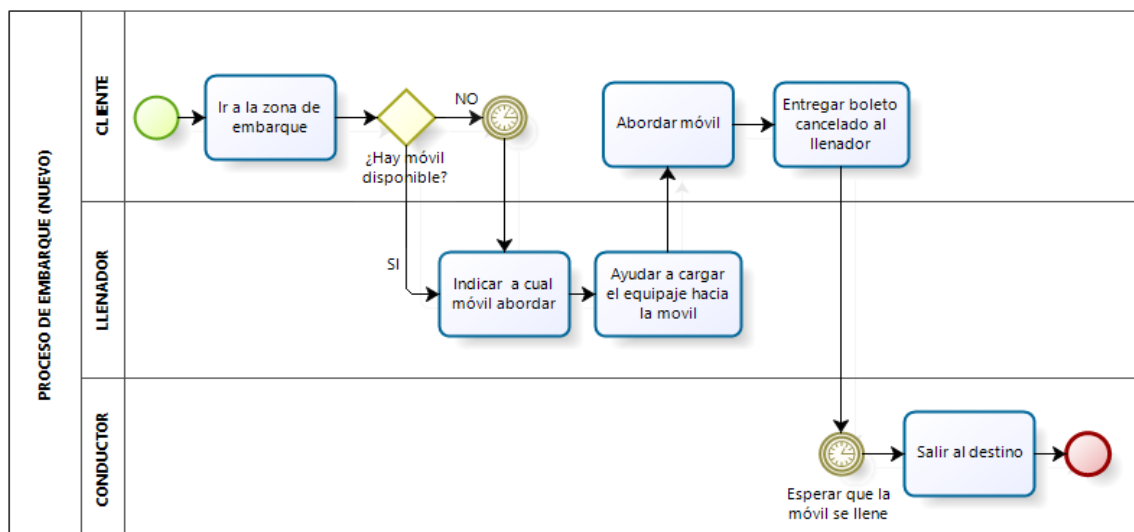 PROCESO DE EMBARQUE (NUEVO)
CLIENTE
Ir a la zona de
embarque
¿Hay móvil
disponible?
NO
SI
Abordar móvil
Entregar boleto
cancelado al
llenador
LLENADOR
Indicar a cual
móvil abordar
Ayudar a cargar
el equipaje hacia
la movil
CONDUCTOR
Esperar que la
móvil se llene
Salir al destino